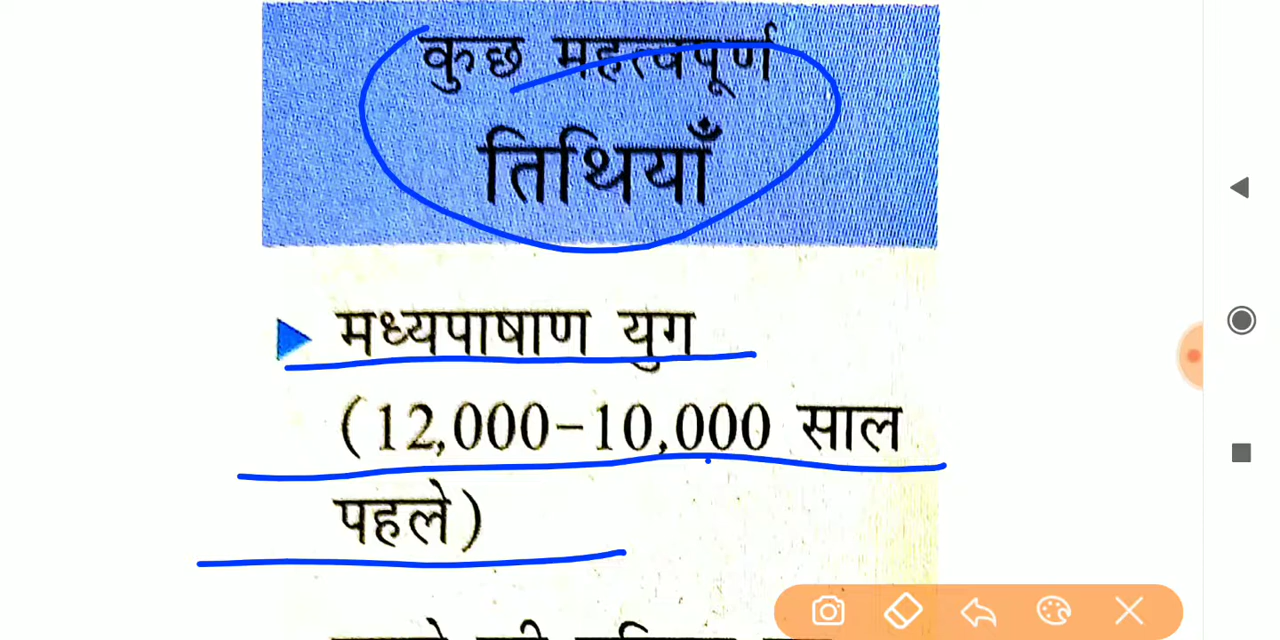 कुछ महत्वपूर्ण
तिथियाँ
मध्यपाषाण युग
(12,000-10,000 साल
पहले)